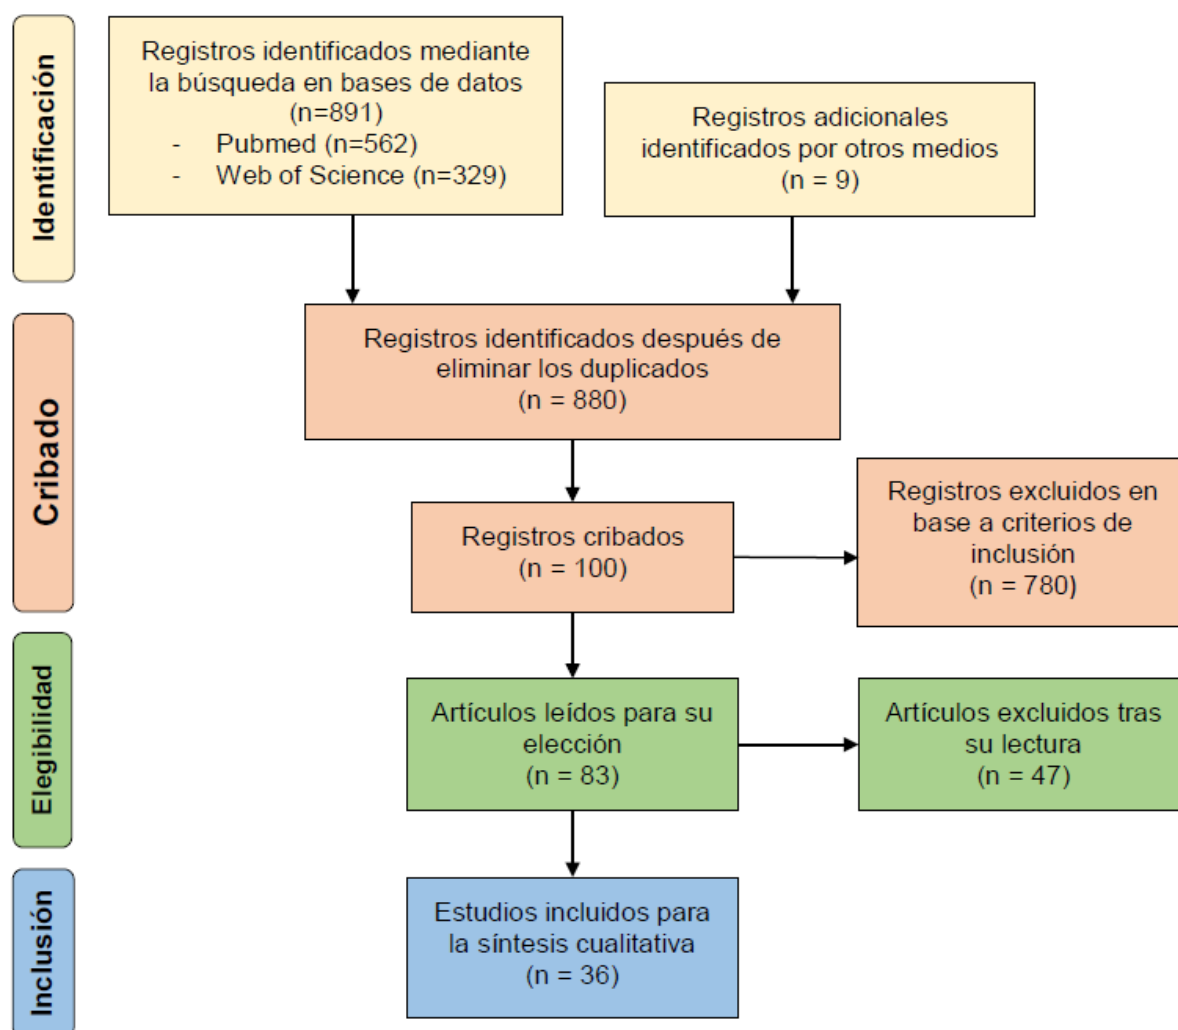 Identificación
Registros identificados mediante
la búsqueda en bases de datos
(n=891)
- Pubmed (n=562)
- Web of Science (n=329)
Registros adicionales
identificados por otros medios
(n = 9)
Cribado
Registros identificados después de
eliminar los duplicados
(n = 880)
Registros cribados
(n = 100)
Registros excluidos en
base a criterios de
inclusión
(n = 780)
Elegibilidad
Artículos leídos para su
elección
(n = 83)
Artículos excluidos tras
su lectura
(n = 47)
Inclusión
Estudios incluidos para
la síntesis cualitativa
(n = 36)